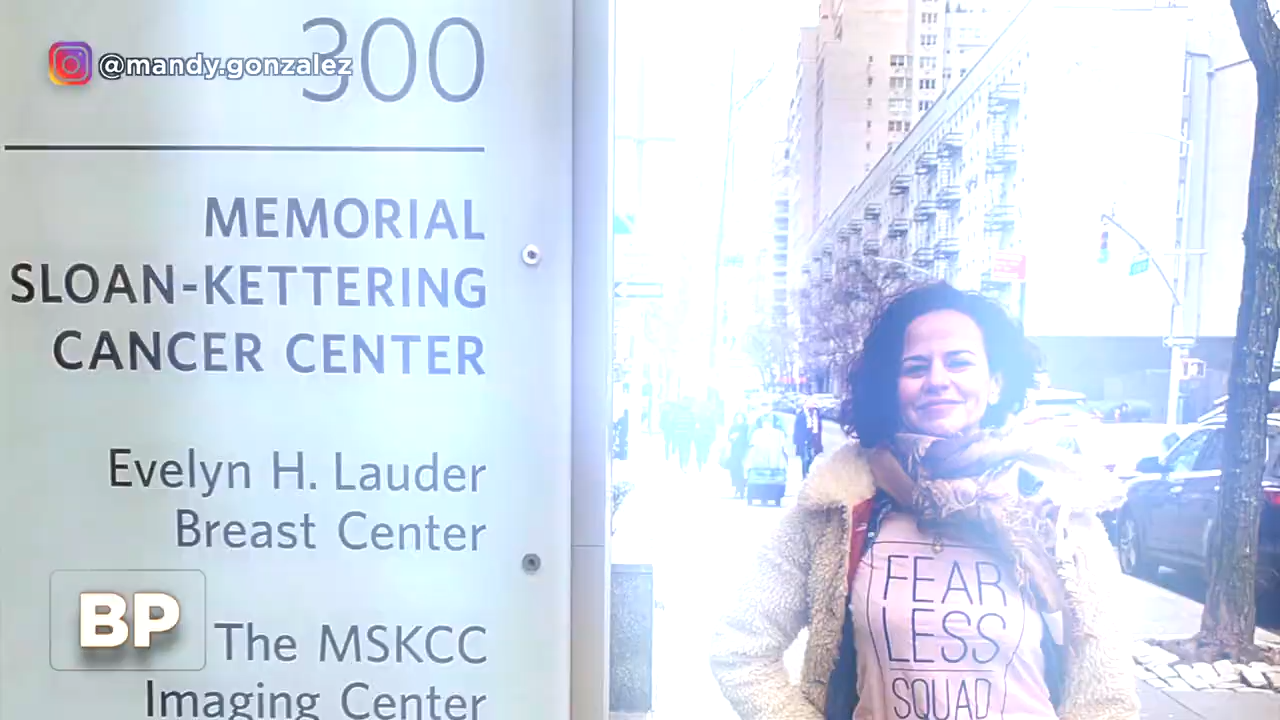 @mandy.gonzalez
300
MEMORIAL
SLOAN-KETTERING
CANCER CENTER
Evelyn H. Lauder
Breast Center
BP
The MSKCC
Imaging Center
FEAR
LESS
SQUAD